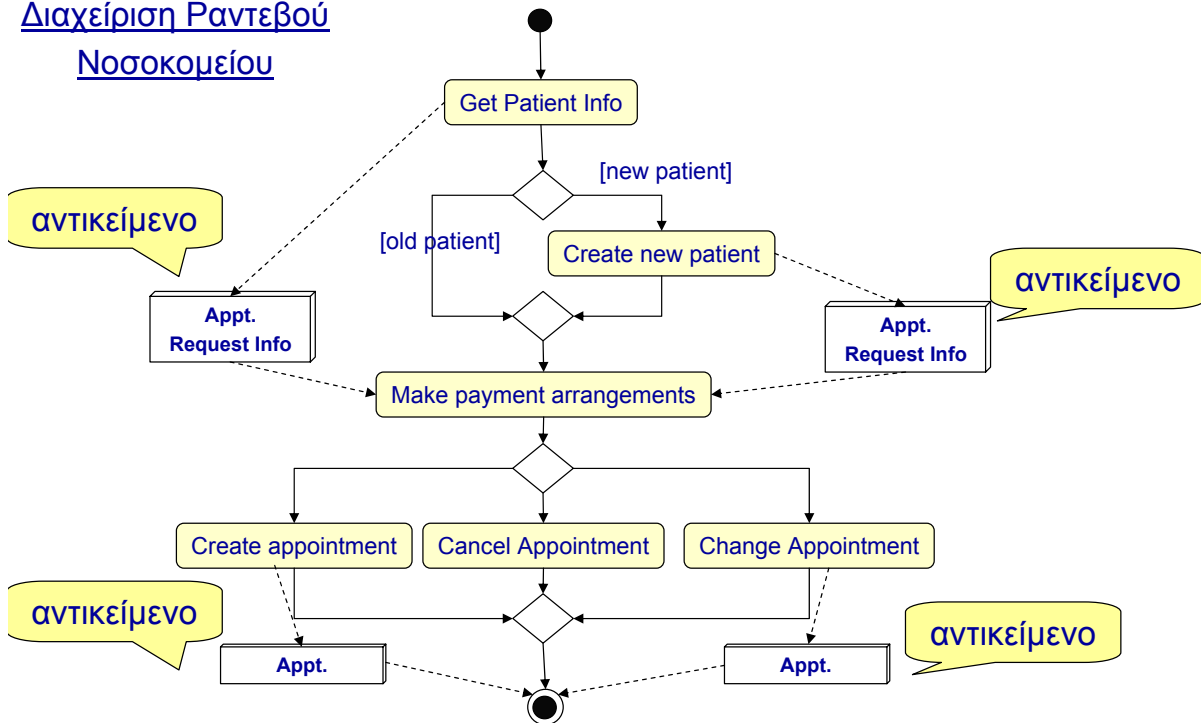 Διαχείριση Ραντεβού
Νοσοκομείου
Get Patient Info
[new patient]
αντικείμενο
[old patient]
Create new patient
αντικείμενο
Appt.
Request Info
Appt.
Request Info
Make payment arrangements
Create appointment
Cancel Appointment
Change Appointment
αντικείμενο
αντικείμενο
Appt.
Appt.